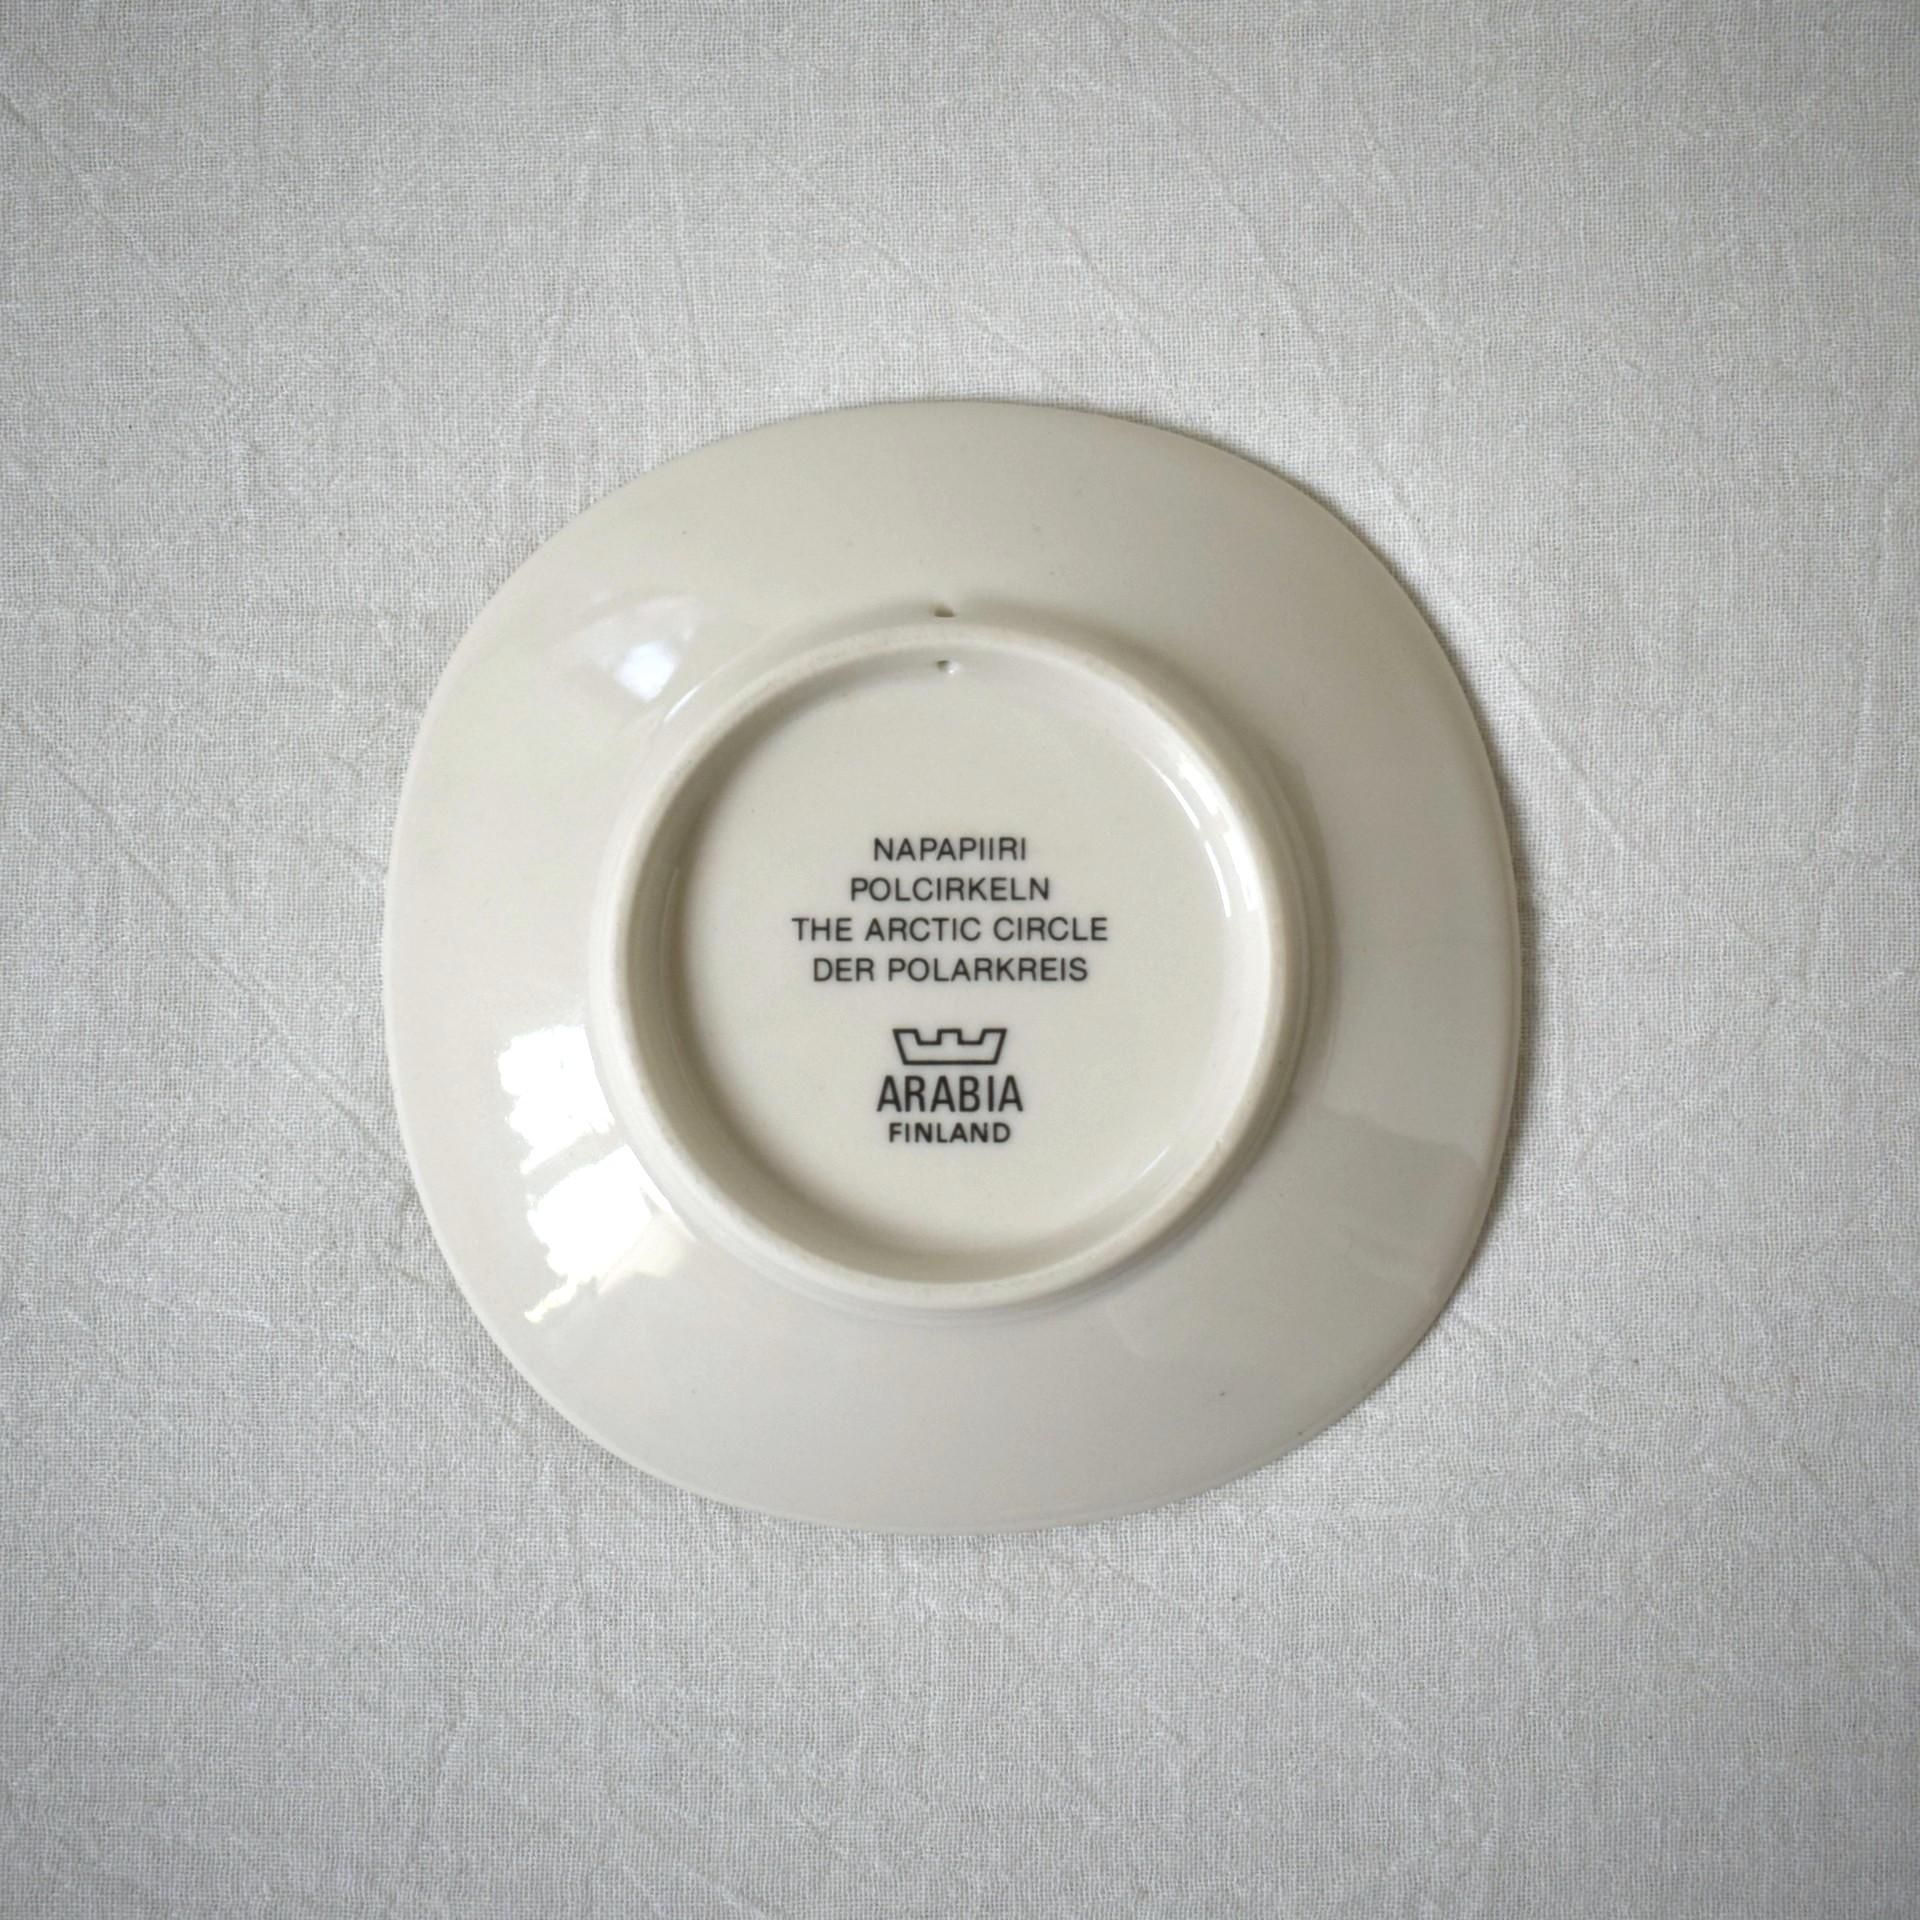 NAPAPIIRI
POLCIRKELN
THE ARCTIC CIRCLE
DER POLARKREIS
ARABIA
FINLAND